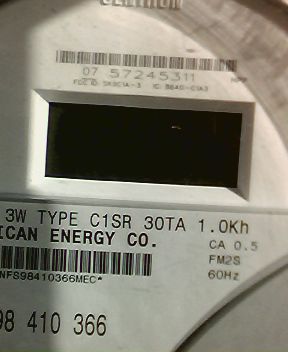 07 57245311
3W TYPE C1SR 30TA 1.0Kh
ICAN ENERGY CO.
CA 0.5
FM2S
60Hz
NFS98410366MEC*
98 410 366